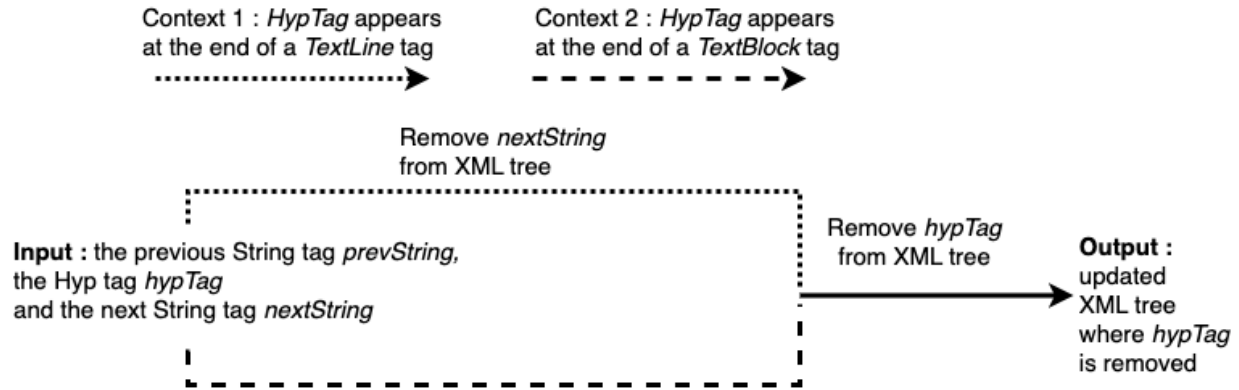 Context 1 : HypTag appears
at the end of a TextLine tag
Context 2 : HypTag appears
at the end of a TextBlock tag
Remove nextString
from XML tree
Input : the previous String tag prevString,
the Hyp tag hypTag
and the next String tag nextString
Remove hypTag
from XML tree
Output :
updated
XML tree
where hypTag
is removed